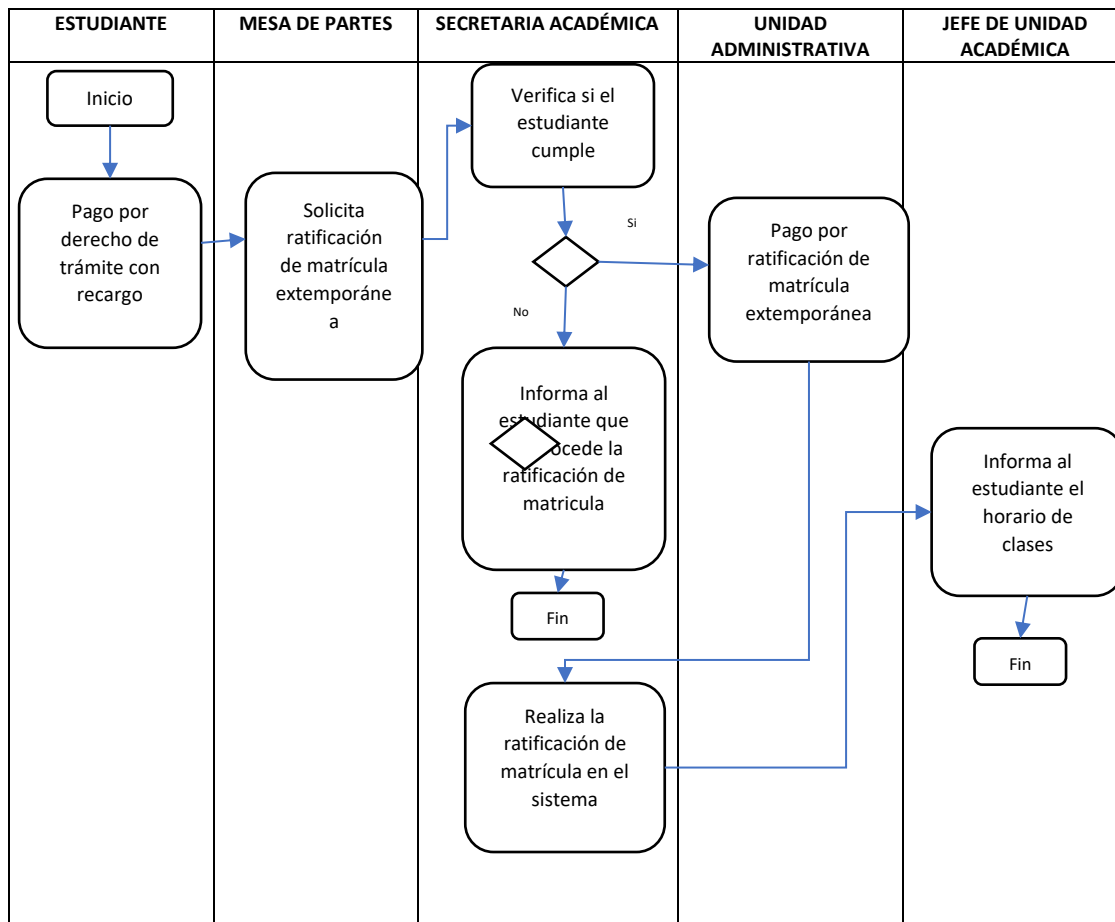 ESTUDIANTE
MESA DE PARTES
SECRETARIA ACADÉMICA
UNIDAD
ADMINISTRATIVA
JEFE DE UNIDAD
ACADÉMICA
Inicio
Pago por
derecho de
trámite con
recargo
Solicita
ratificación
de matrícula
extemporáne
a
Verifica si el
estudiante
cumple
Si
No
Pago por
ratificación de
matrícula
extemporánea
Informa al
estudiante que
ocede la
ratificación de
matricula
Fin
Realiza la
ratificación de
matrícula en el
sistema
Informa al
estudiante el
horario de
clases
Fin